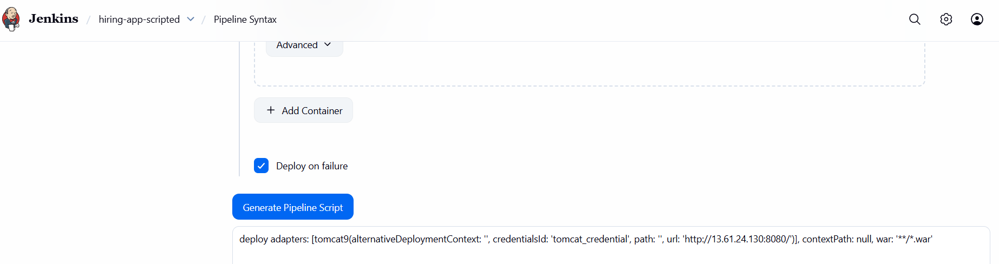 Jenkins / hiring-app-scripted / Pipeline Syntax
Advanced
+ Add Container
Deploy on failure
Generate Pipeline Script
deploy adapters: [tomcat9(alternativeDeploymentContext: '', credentialsId: 'tomcat_credential', path: '', url: 'http://13.61.24.130:8080/')], contextPath: null, war: '**/*.war'